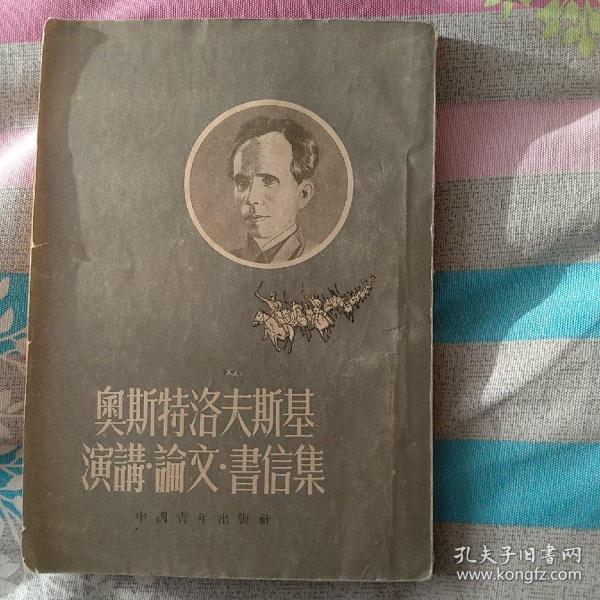 奧斯特洛夫斯基
演講·論文·書信集
中國青年出版社
孔夫子旧书网
www.kongfz.com